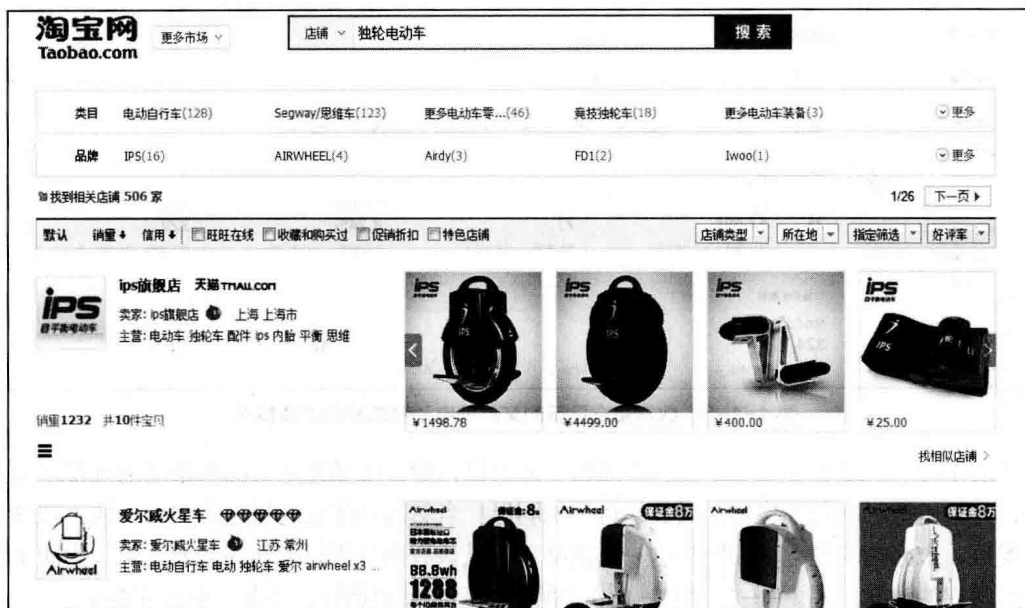 淘宝网
Taobao.com
更多市场
店铺 独轮电动车 搜索
类目 电动自行车(128) Segway/思维车(123) 更多电动车零...(46) 竞技独轮车(18) 更多电动车装备(3) 更多
品牌 IPS(16) AIRWHEEL(4) Airdy(3) FD1(2) Iwoo(1) 更多
找到相关店铺 506 家 1/26 下一页
默认 销量 信用 旺旺在线 收藏和购买过 促销折扣 特色店铺 店铺类型 所在地 指定筛选 好评率
iPS
自平衡电动车
ips旗舰店 天猫TMALL.COM
卖家: ips旗舰店 上海 上海市
主营: 电动车 独轮车 配件 ips 内胎 平衡 思维
销量1232 共10件宝贝
iPS iPS iPS iPS
¥1498.78 ¥4499.00 ¥400.00 ¥25.00
找相似店铺
Airwheel
爱尔威火星车
卖家: 爱尔威火星车 江苏 常州
主营: 电动自行车 电动 独轮车 爱尔 airwheel x3 ...
Airwheel 保证金:8 Airwheel 保证金8万 Airwheel 保证金8万
88.8wh
1288